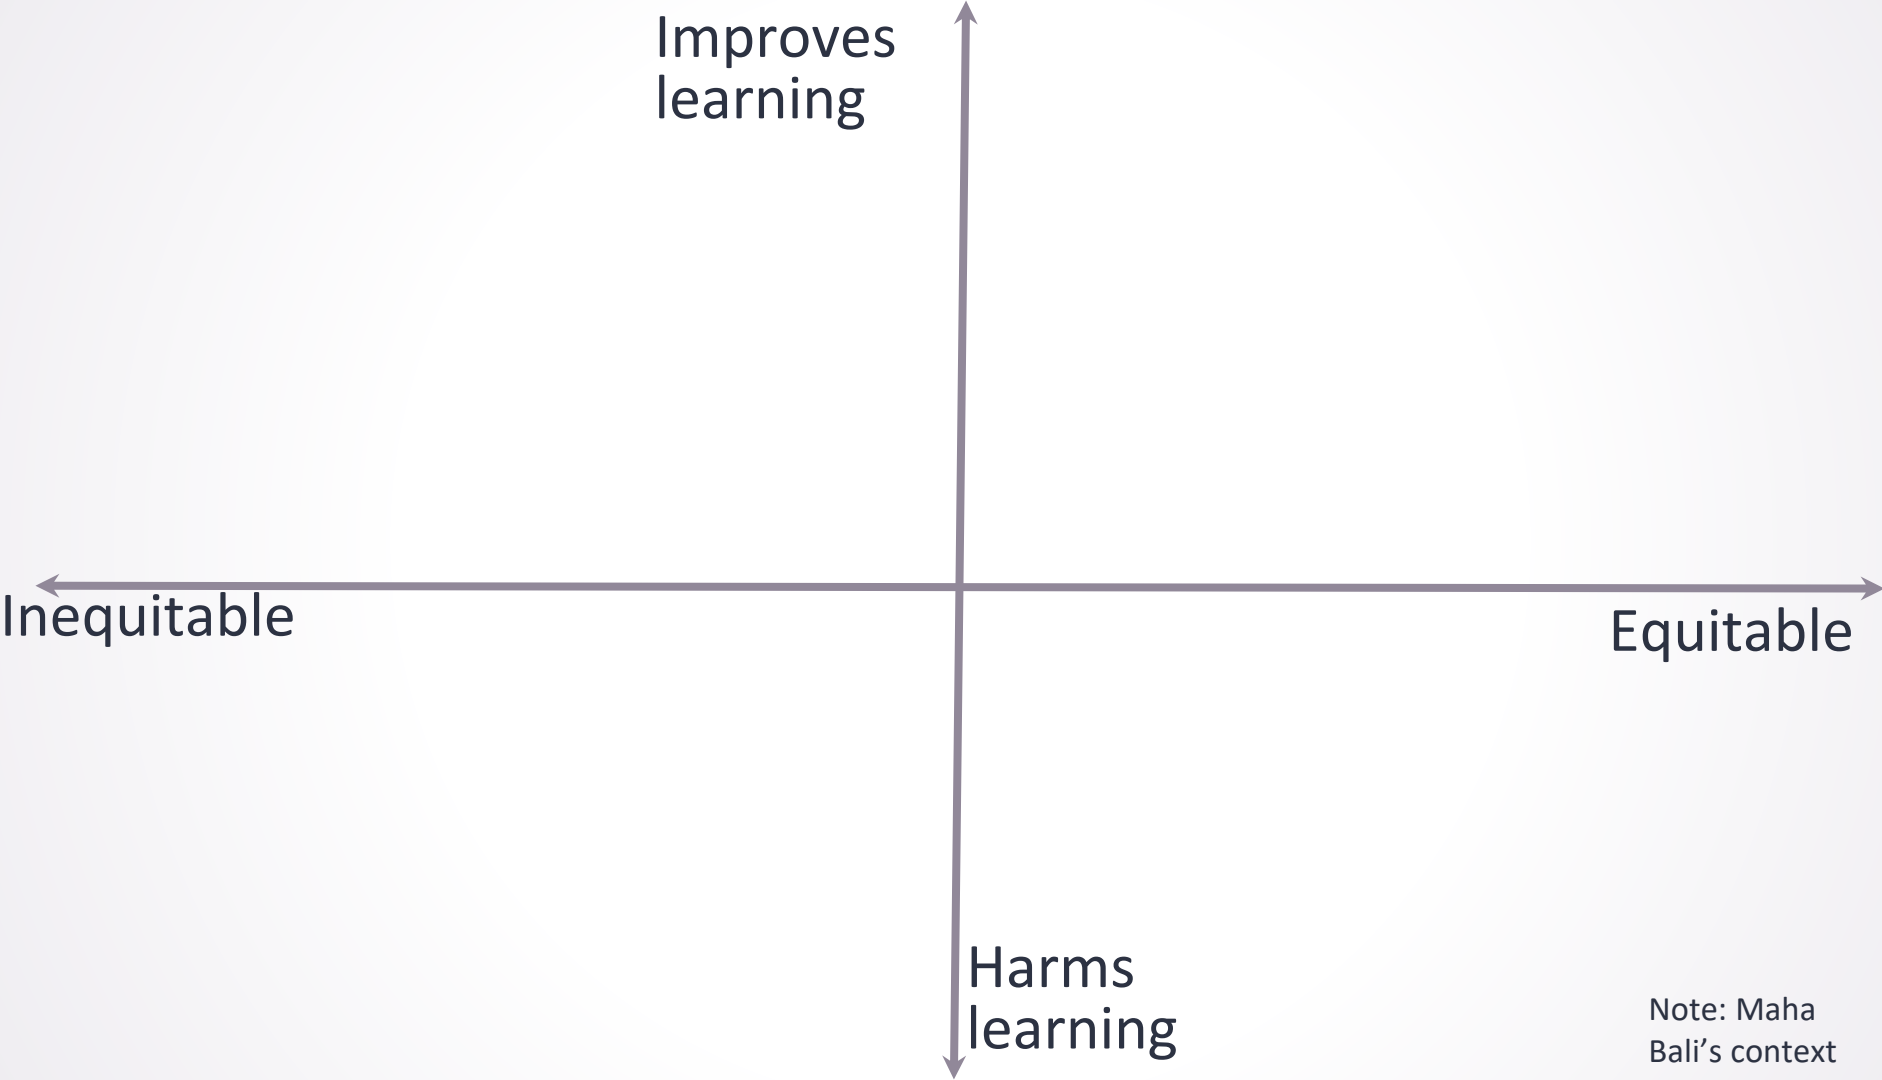 Improves
learning
Inequitable
Equitable
Harms
learning
Note: Maha
Bali’s context